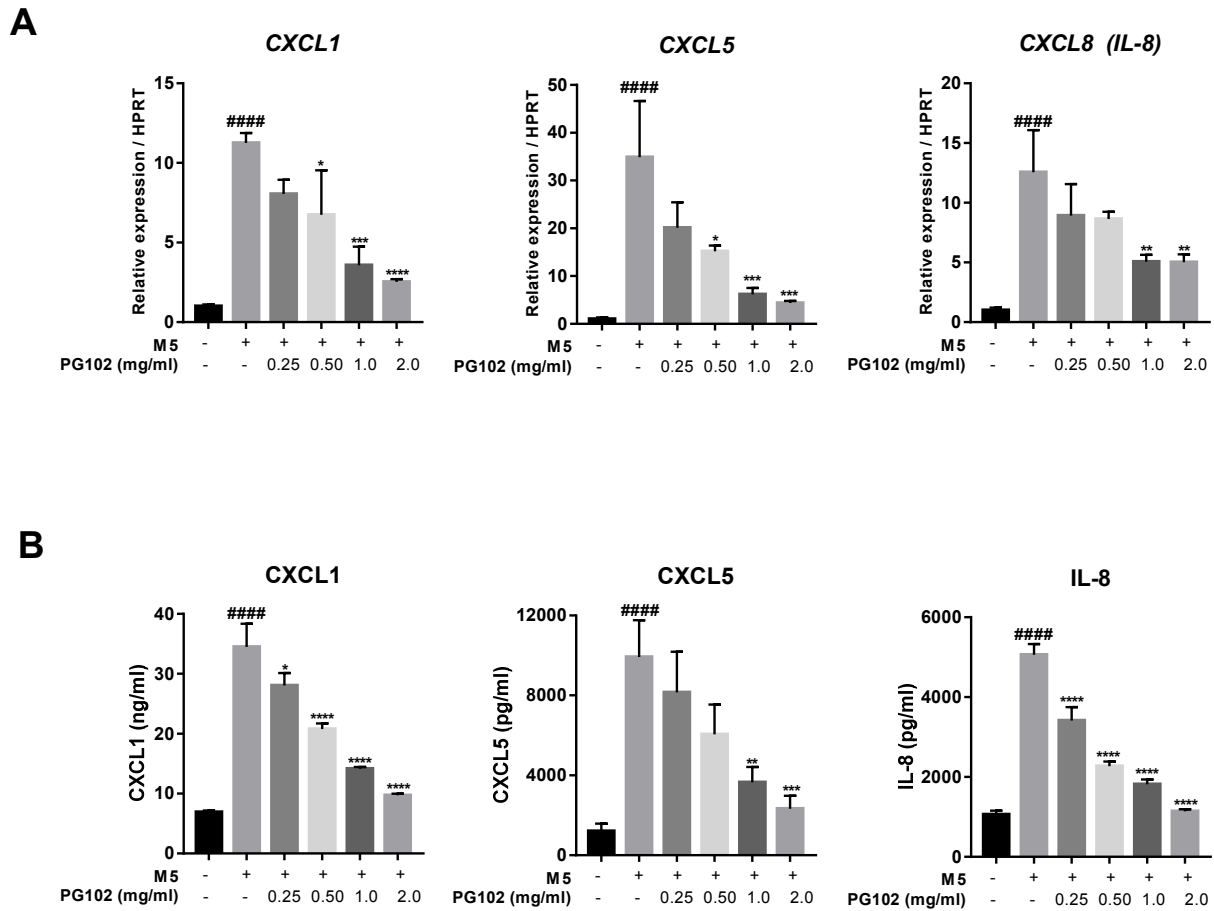 A
CXCL1
CXCL5
CXCL8 (IL-8)
Relative expression / HPRT
15
10
5
0
####
*
***
****
M5 - + + + + +
PG102 (mg/ml) - - 0.25 0.50 1.0 2.0
Relative expression / HPRT
50
40
30
20
10
0
####
*
***
***
M5 - + + + + +
PG102 (mg/ml) - - 0.25 0.50 1.0 2.0
Relative expression / HPRT
20
15
10
5
0
####
**
**
M5 - + + + + +
PG102 (mg/ml) - - 0.25 0.50 1.0 2.0
B
CXCL1
CXCL5
IL-8
CXCL1 (ng/ml)
40
30
20
10
0
####
*
****
****
****
M5 - + + + + +
PG102 (mg/ml) - - 0.25 0.50 1.0 2.0
CXCL5 (pg/ml)
12000
8000
4000
0
####
**
***
M5 - + + + + +
PG102 (mg/ml) - - 0.25 0.50 1.0 2.0
IL-8 (pg/ml)
6000
4000
2000
0
####
****
****
****
****
M5 - + + + + +
PG102 (mg/ml) - - 0.25 0.50 1.0 2.0